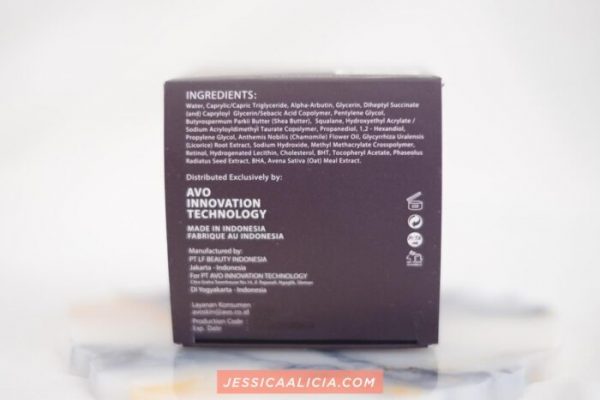 INGREDIENTS:
Water, Caprylic/Capric Triglyceride, Alpha-Arbutin, Glycerin, Diheptyl Succinate
(and) Capryloyl Glycerin/Sebacic Acid Copolymer, Pentylene Glycol,
Butyrospermum Parkii Butter (Shea Butter), Squalane, Hydroxyethyl Acrylate /
Sodium Acryloyldimethyl Taurate Copolymer, Propanediol, 1,2 - Hexandiol,
Propylene Glycol, Anthemis Nobilis (Chamomile) Flower Oil, Glycyrrhiza Uralensis
(Licorice) Root Extract, Sodium Hydroxide, Methyl Methacrylate Crosspolymer,
Retinol, Hydrogenated Lecithin, Cholesterol, BHT, Tocopheryl Acetate, Phaseolus
Radiatus Seed Extract, BHA, Avena Sativa (Oat) Meal Extract.
Distributed Exclusively by:
AVO
INNOVATION
TECHNOLOGY
MADE IN INDONESIA
FABRIQUE AU INDONESIA
Manufactured by:
PT LF BEAUTY INDONESIA
Jakarta - Indonesia
For PT AVO INNOVATION TECHNOLOGY
DI Yogyakarta - Indonesia
Layanan Konsumen
avoskin@avo.co.id
Production Code :
Exp. Date :
JESSICAALICIA.COM